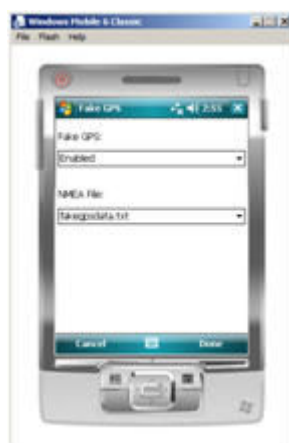 Windows Mobile 6 Classic
File Flash Help
Fake GPS 2:55
Fake GPS:
Enabled
NMEA File:
fakegpsdata.txt
Cancel Done